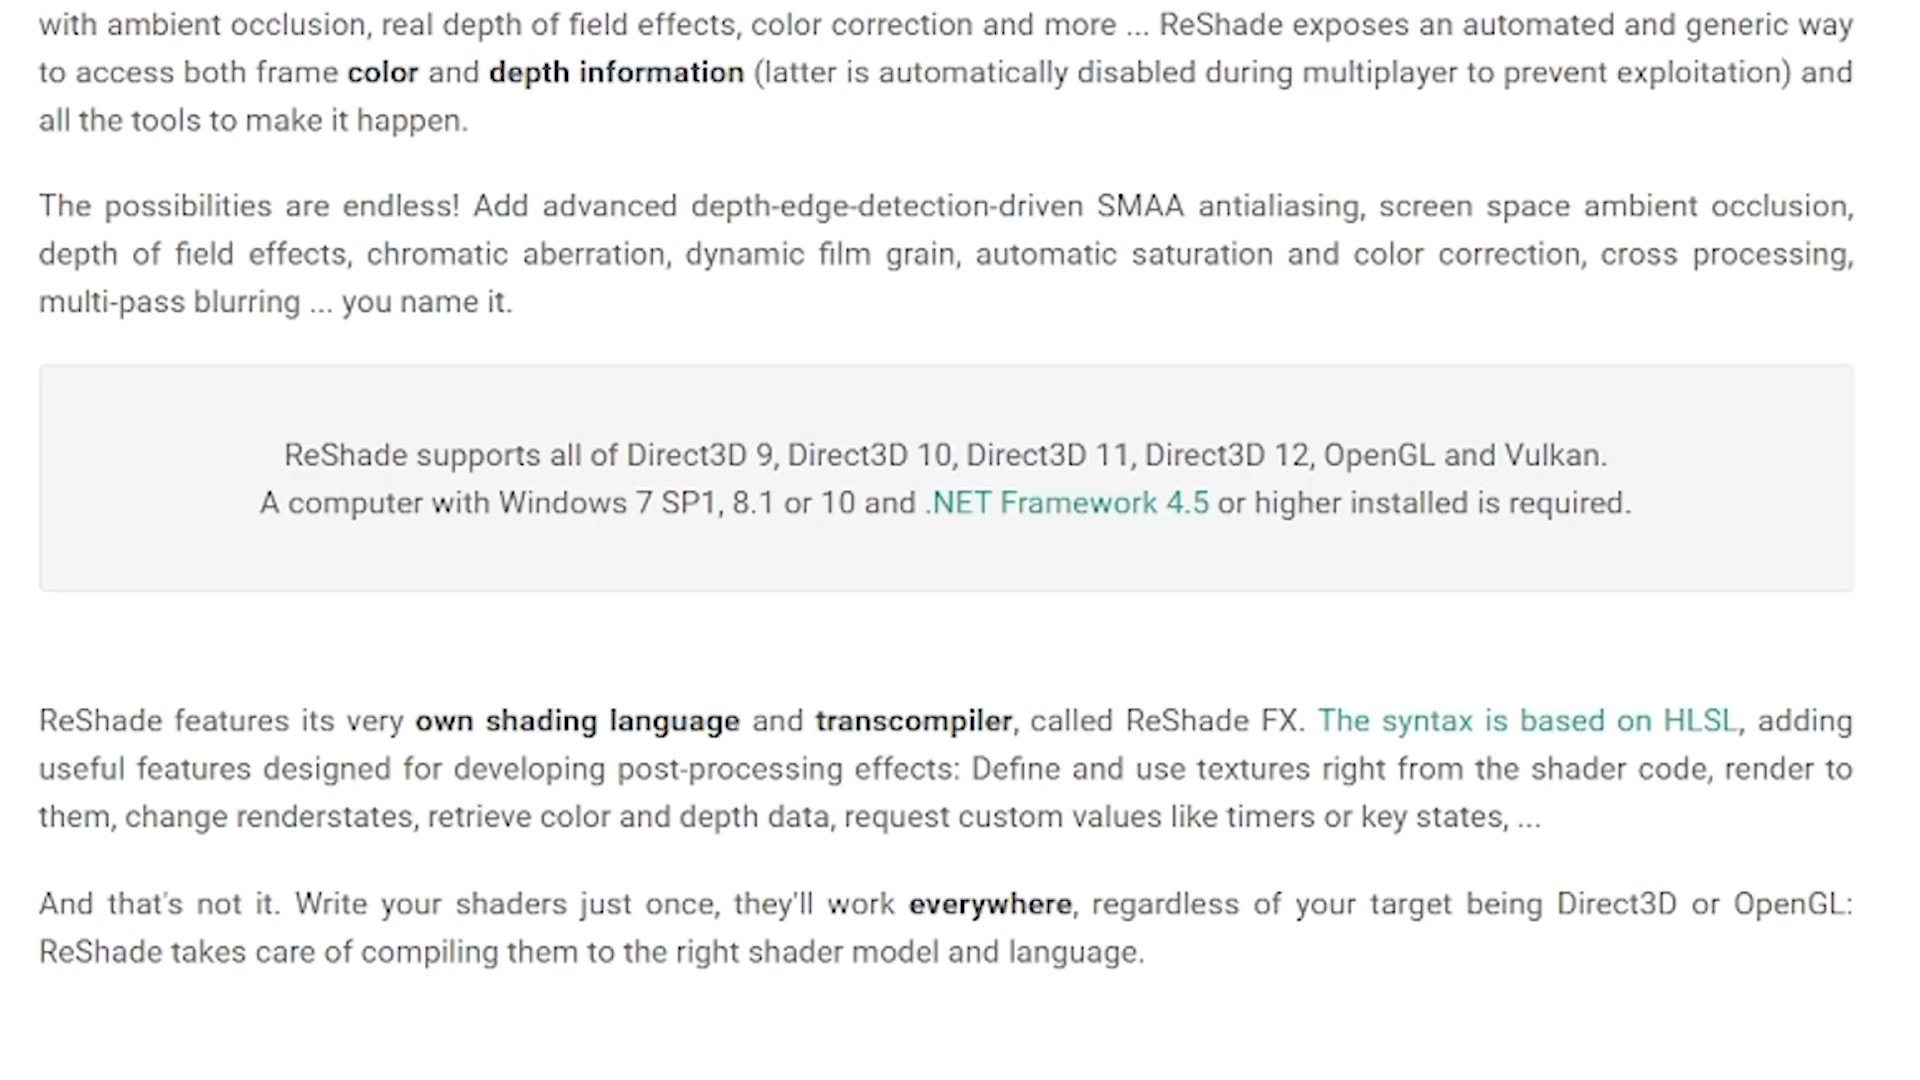 with ambient occlusion, real depth of field effects, color correction and more ... ReShade exposes an automated and generic way
to access both frame color and depth information (latter is automatically disabled during multiplayer to prevent exploitation) and
all the tools to make it happen.
The possibilities are endless! Add advanced depth-edge-detection-driven SMAA antialiasing, screen space ambient occlusion,
depth of field effects, chromatic aberration, dynamic film grain, automatic saturation and color correction, cross processing,
multi-pass blurring ... you name it.
ReShade supports all of Direct3D 9, Direct3D 10, Direct3D 11, Direct3D 12, OpenGL and Vulkan.
A computer with Windows 7 SP1, 8.1 or 10 and .NET Framework 4.5 or higher installed is required.
ReShade features its very own shading language and transcompiler, called ReShade FX. The syntax is based on HLSL, adding
useful features designed for developing post-processing effects: Define and use textures right from the shader code, render to
them, change renderstates, retrieve color and depth data, request custom values like timers or key states, ...
And that's not it. Write your shaders just once, they'll work everywhere, regardless of your target being Direct3D or OpenGL:
ReShade takes care of compiling them to the right shader model and language.